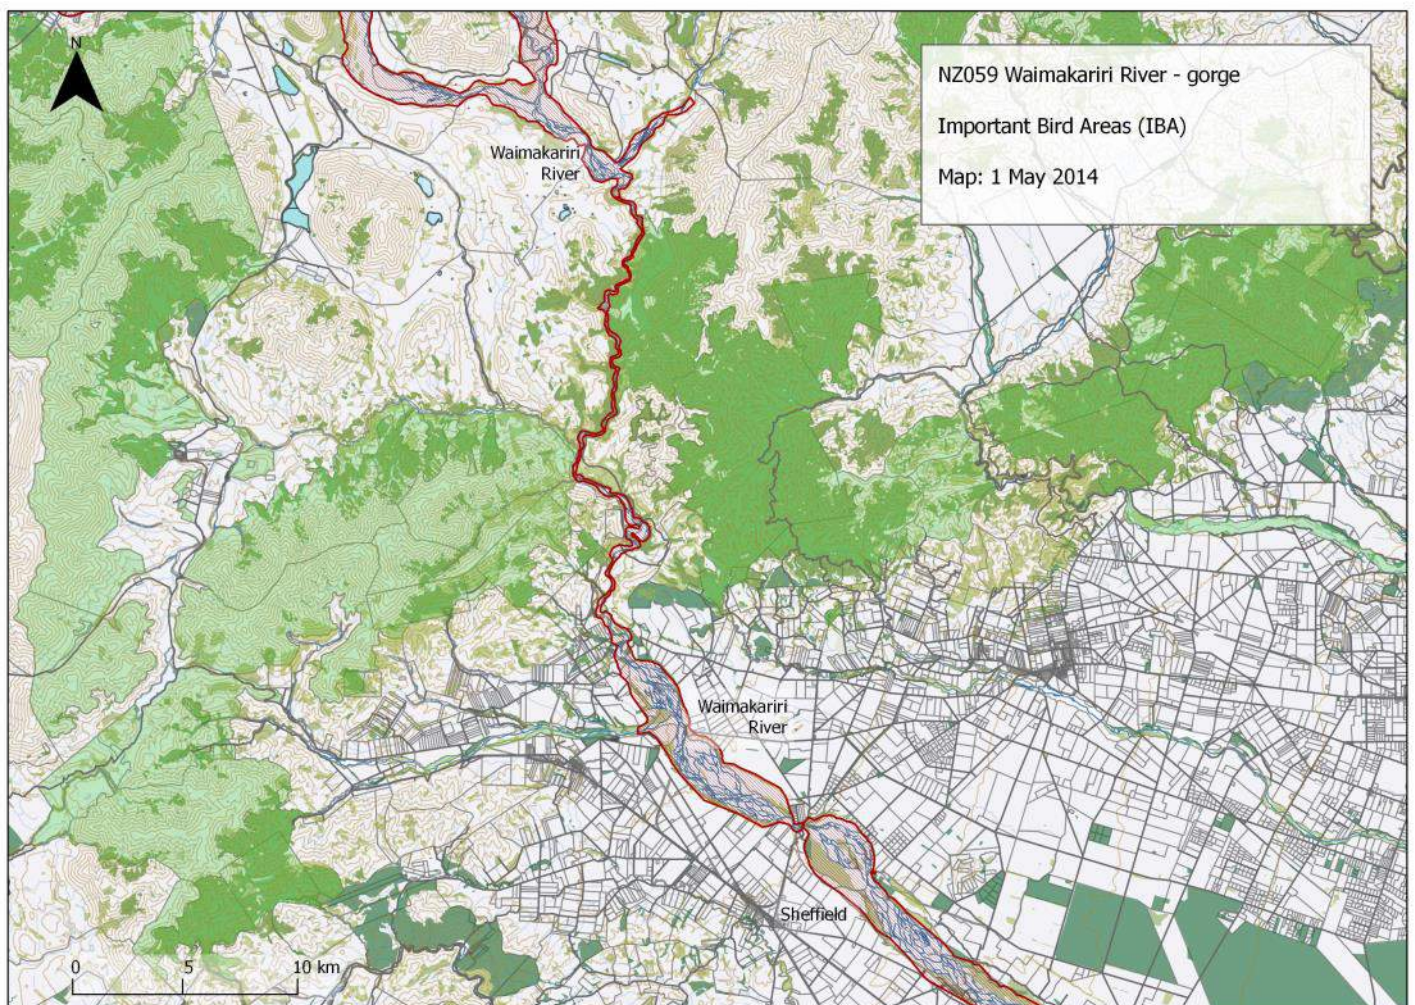 N
NZ059 Waimakariri River - gorge
Important Bird Areas (IBA)
Map: 1 May 2014
Waimakariri
River
Waimakariri
River
Sheffield
0 5 10 km